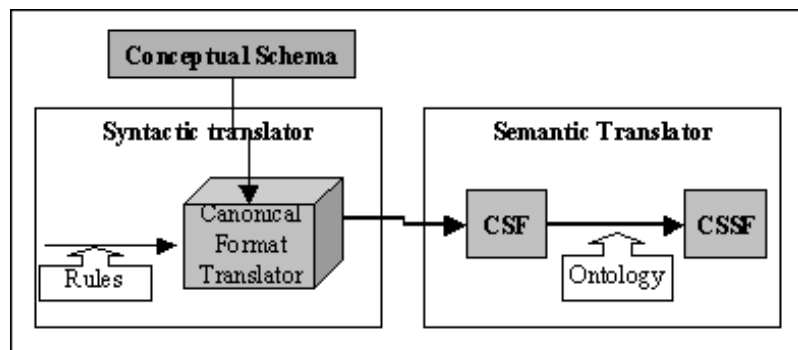 Conceptual Schema
Syntactic translator
Semantic Translator
Canonical
Format
Translator
CSF
CSSF
Rules
Ontology